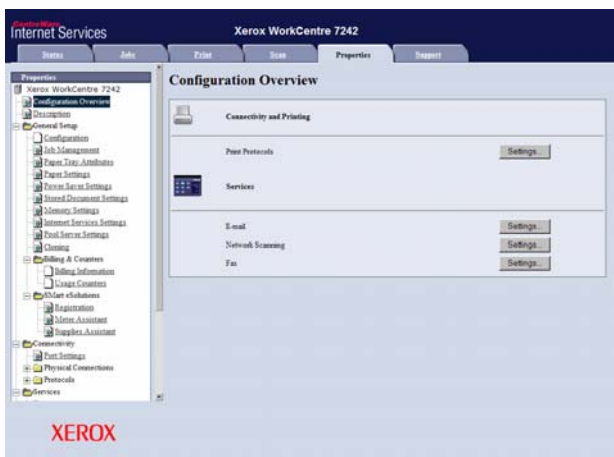 CentreWare
Internet Services
Xerox WorkCentre 7242
Status
Jobs
Print
Scan
Properties
Support
Properties
Xerox WorkCentre 7242
Configuration Overview
Description
General Setup
Configuration
Job Management
Paper Tray Attributes
Paper Settings
Power Saver Settings
Stored Document Settings
Memory Settings
Internet Services Settings
Pool Server Settings
Cloning
Billing & Counters
Billing Information
Usage Counters
SMart eSolutions
Registration
Meter Assistant
Supplies Assistant
Connectivity
Port Settings
Physical Connections
Protocols
Services
Configuration Overview
Connectivity and Printing
Print Protocols
Settings...
Services
E-mail
Settings...
Network Scanning
Settings...
Fax
Settings...
XEROX